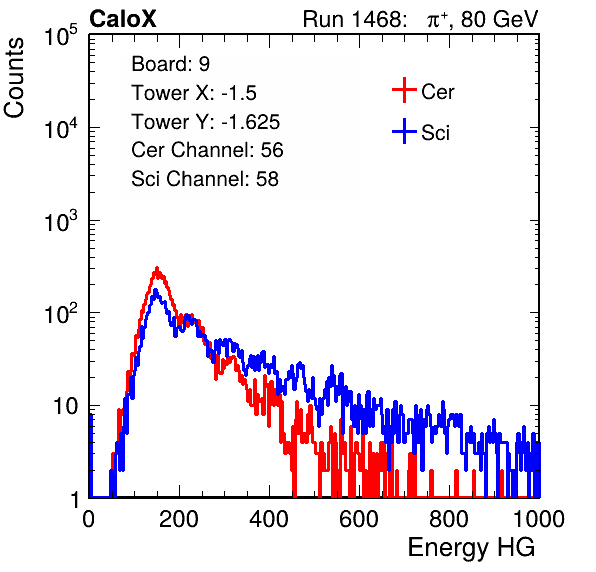 CaloX Run 1468: π⁺, 80 GeV
Counts
Board: 9
Tower X: -1.5
Tower Y: -1.625
Cer Channel: 56
Sci Channel: 58
Cer
Sci
10⁵
10⁴
10³
10²
10
1
0 200 400 600 800 1000
Energy HG